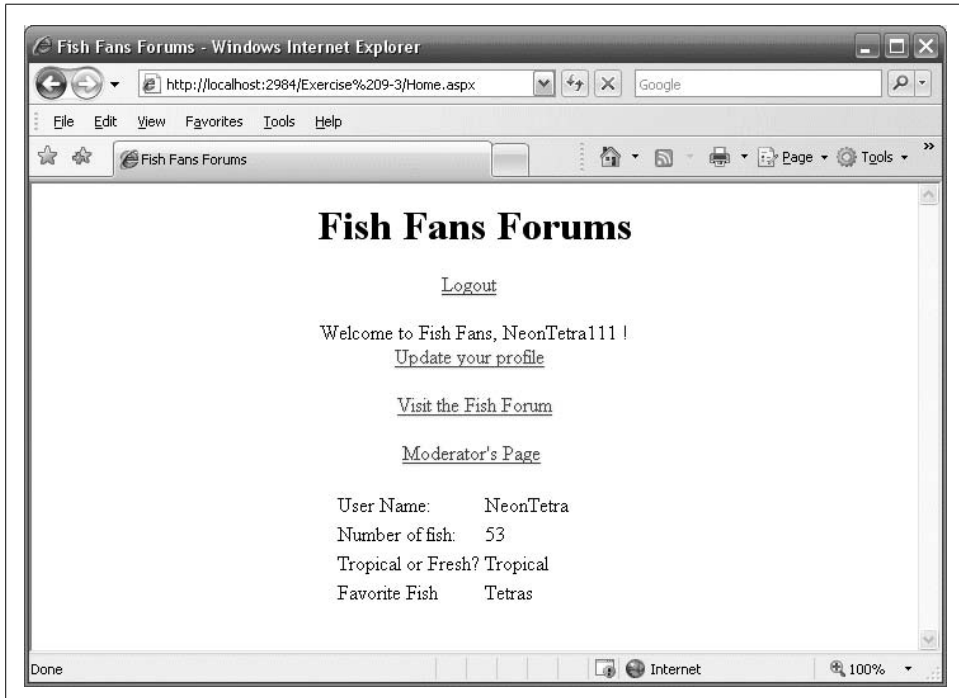 Fish Fans Forums - Windows Internet Explorer
http://localhost:2984/Exercise%209-3/Home.aspx
Google
File Edit View Favorites Tools Help
Fish Fans Forums
Page Tools »
Fish Fans Forums
Logout
Welcome to Fish Fans, NeonTetra111 !
Update your profile
Visit the Fish Forum
Moderator's Page
User Name: NeonTetra
Number of fish: 53
Tropical or Fresh? Tropical
Favorite Fish Tetras
Done Internet 100%